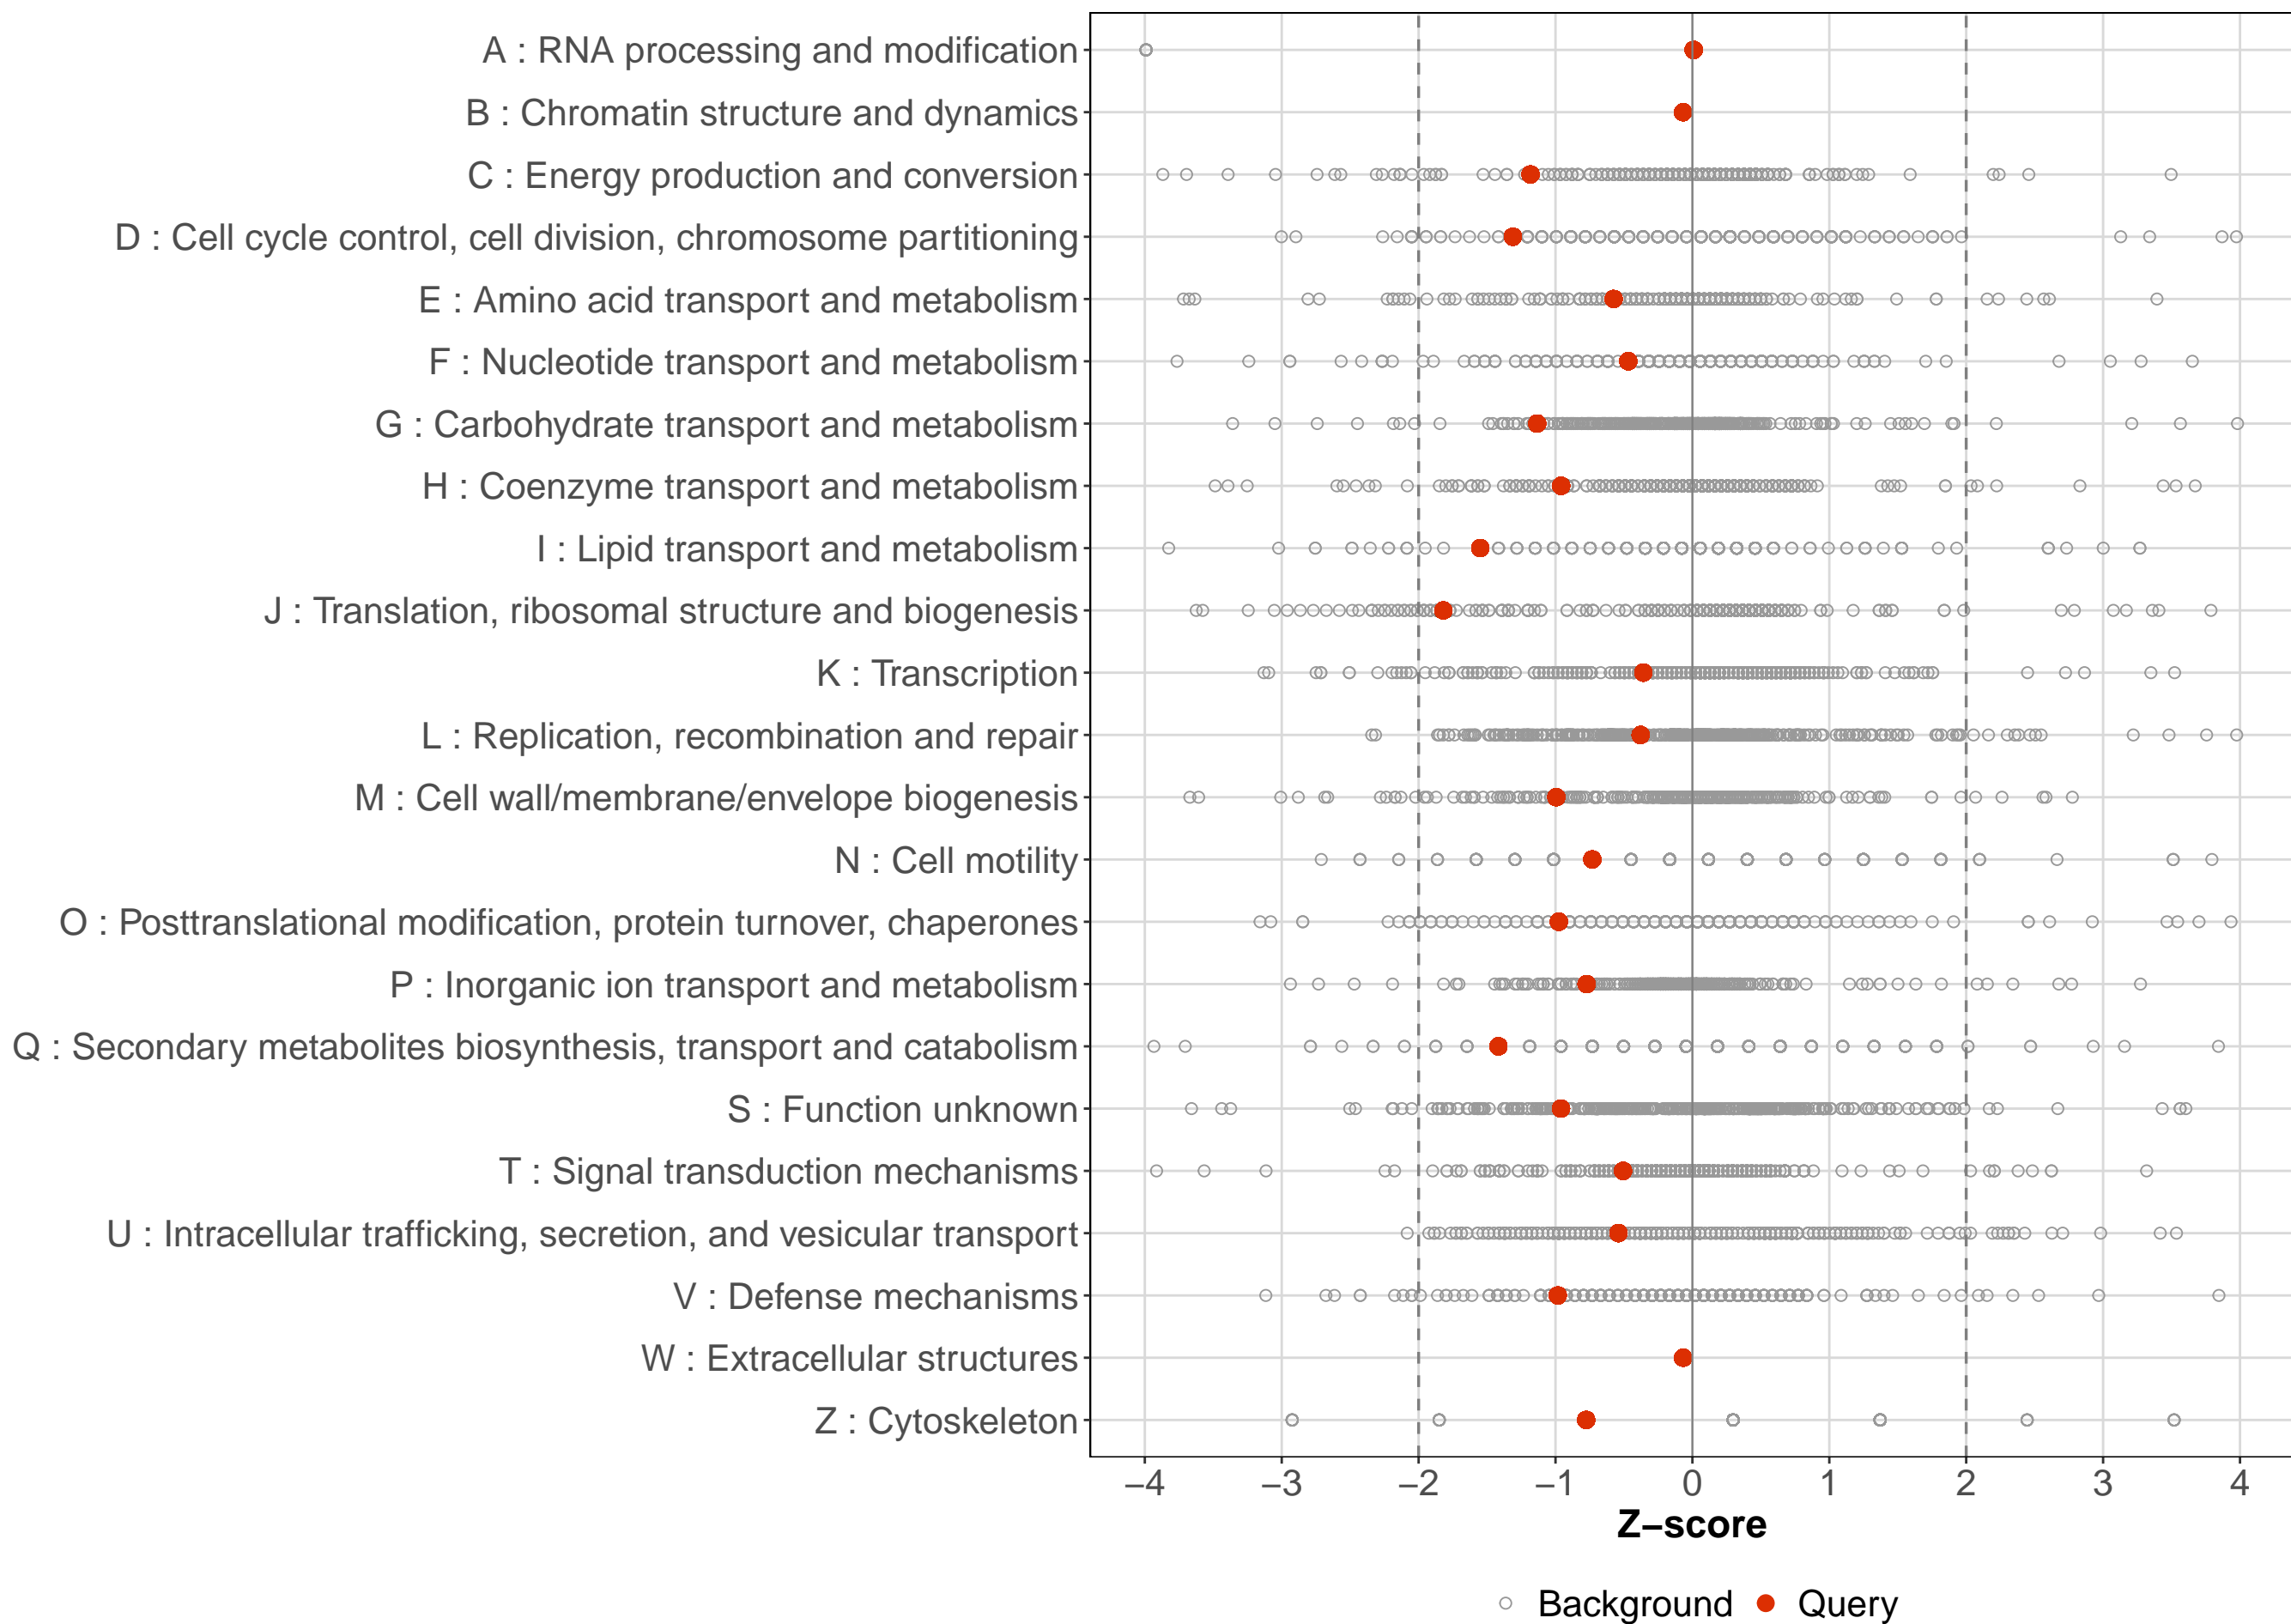 A : RNA processing and modification
B : Chromatin structure and dynamics
C : Energy production and conversion
D : Cell cycle control, cell division, chromosome partitioning
E : Amino acid transport and metabolism
F : Nucleotide transport and metabolism
G : Carbohydrate transport and metabolism
H : Coenzyme transport and metabolism
I : Lipid transport and metabolism
J : Translation, ribosomal structure and biogenesis
K : Transcription
L : Replication, recombination and repair
M : Cell wall/membrane/envelope biogenesis
N : Cell motility
O : Posttranslational modification, protein turnover, chaperones
P : Inorganic ion transport and metabolism
Q : Secondary metabolites biosynthesis, transport and catabolism
S : Function unknown
T : Signal transduction mechanisms
U : Intracellular trafficking, secretion, and vesicular transport
V : Defense mechanisms
W : Extracellular structures
Z : Cytoskeleton
−4 −3 −2 −1 0 1 2 3 4
Z−score
Background Query